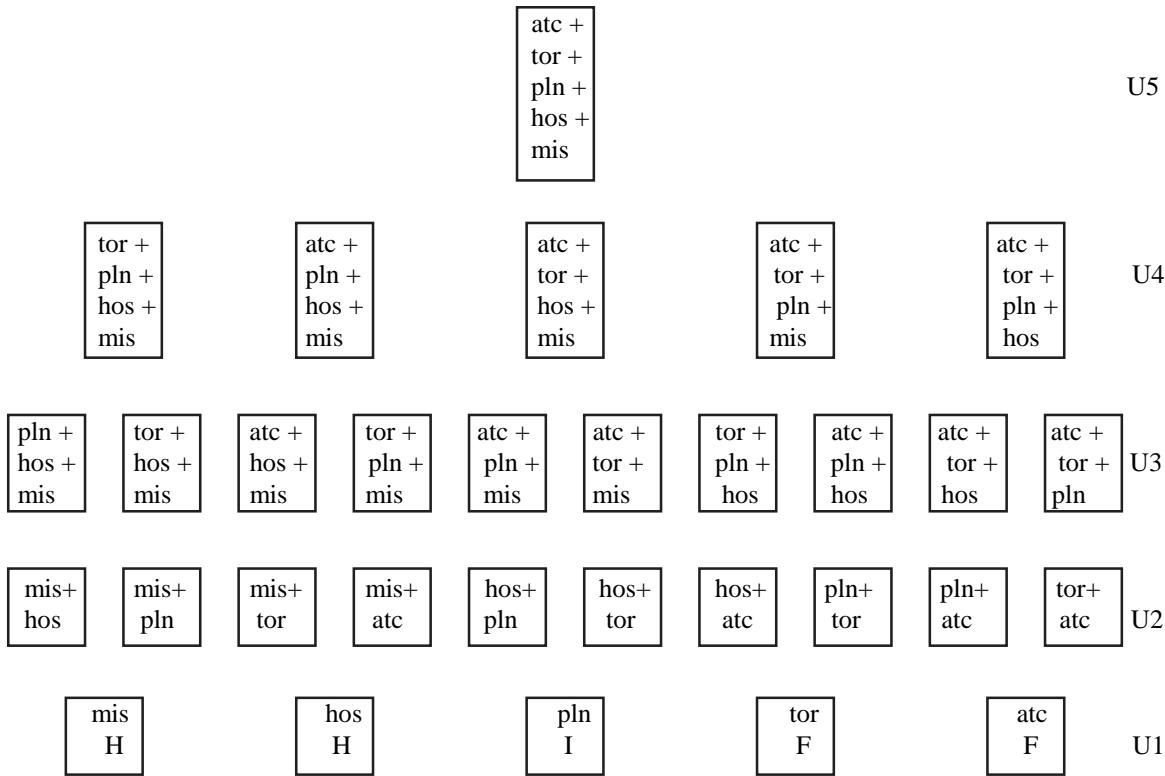 atc +
tor +
pln +
hos +
mis
U5
tor +
pln +
hos +
mis
atc +
pln +
hos +
mis
atc +
tor +
hos +
mis
atc +
tor +
pln +
mis
atc +
tor +
pln +
hos
U4
pln +
hos +
mis
tor +
hos +
mis
atc +
hos +
mis
tor +
pln +
mis
atc +
pln +
mis
atc +
tor +
mis
tor +
pln +
hos
atc +
pln +
hos
atc +
tor +
hos
atc +
tor +
pln
U3
mis+
hos
mis+
pln
mis+
tor
mis+
atc
hos+
pln
hos+
tor
hos+
atc
pln+
tor
pln+
atc
tor+
atc
U2
mis
H
hos
H
pln
I
tor
F
atc
F
U1